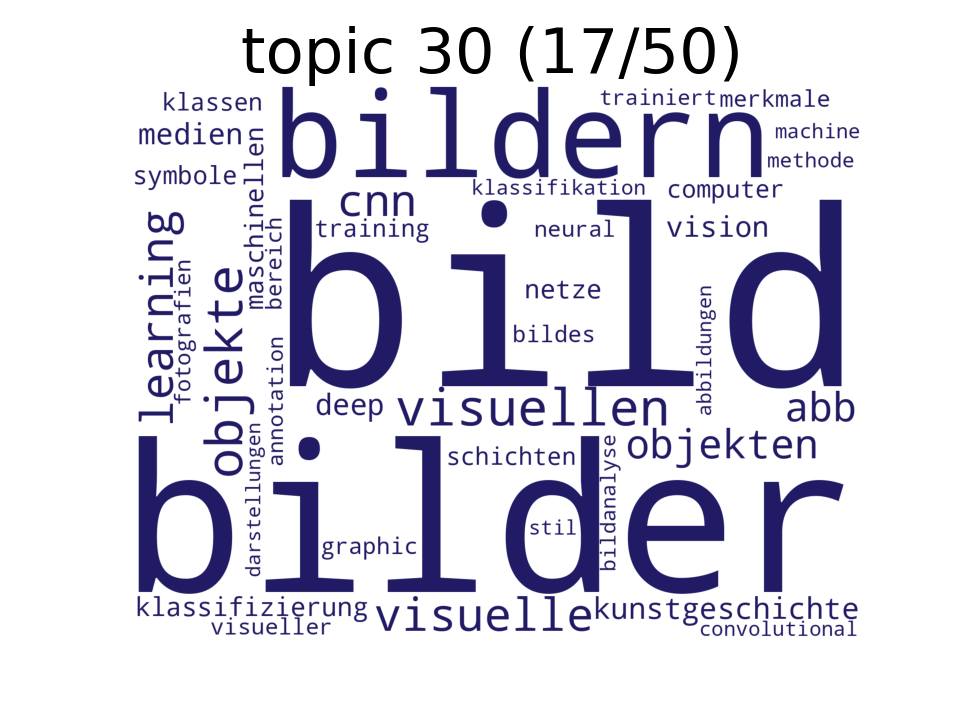 topic 30 (17/50)
klassen
bildern
trainiert
merkmale
medien
maschinellen
machine
methode
symbole
cnn
klassifikation
computer
learning
fotografien
objekte
bereich
training
bild
neural
vision
netze
bildes
abbildungen
annotation
deep
visuellen
abb
darstellungen
bilder
schichten
bildanalyse
objekten
stil
graphic
klassifizierung
visuelle
kunstgeschichte
visueller
convolutional